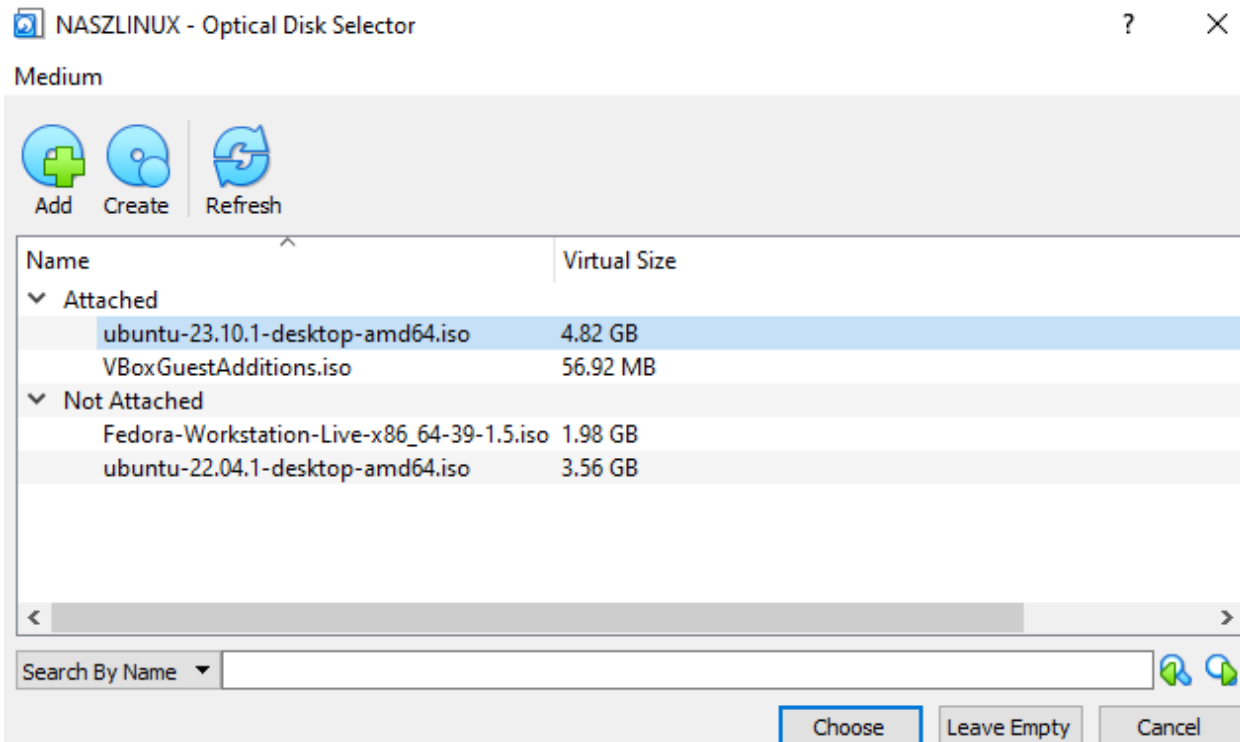 NASZLINUX - Optical Disk Selector ?
Medium
Add Create Refresh
Name Virtual Size
Attached
ubuntu-23.10.1-desktop-amd64.iso 4.82 GB
VBoxGuestAdditions.iso 56.92 MB
Not Attached
Fedora-Workstation-Live-x86_64-39-1.5.iso 1.98 GB
ubuntu-22.04.1-desktop-amd64.iso 3.56 GB
Search By Name
Choose Leave Empty Cancel